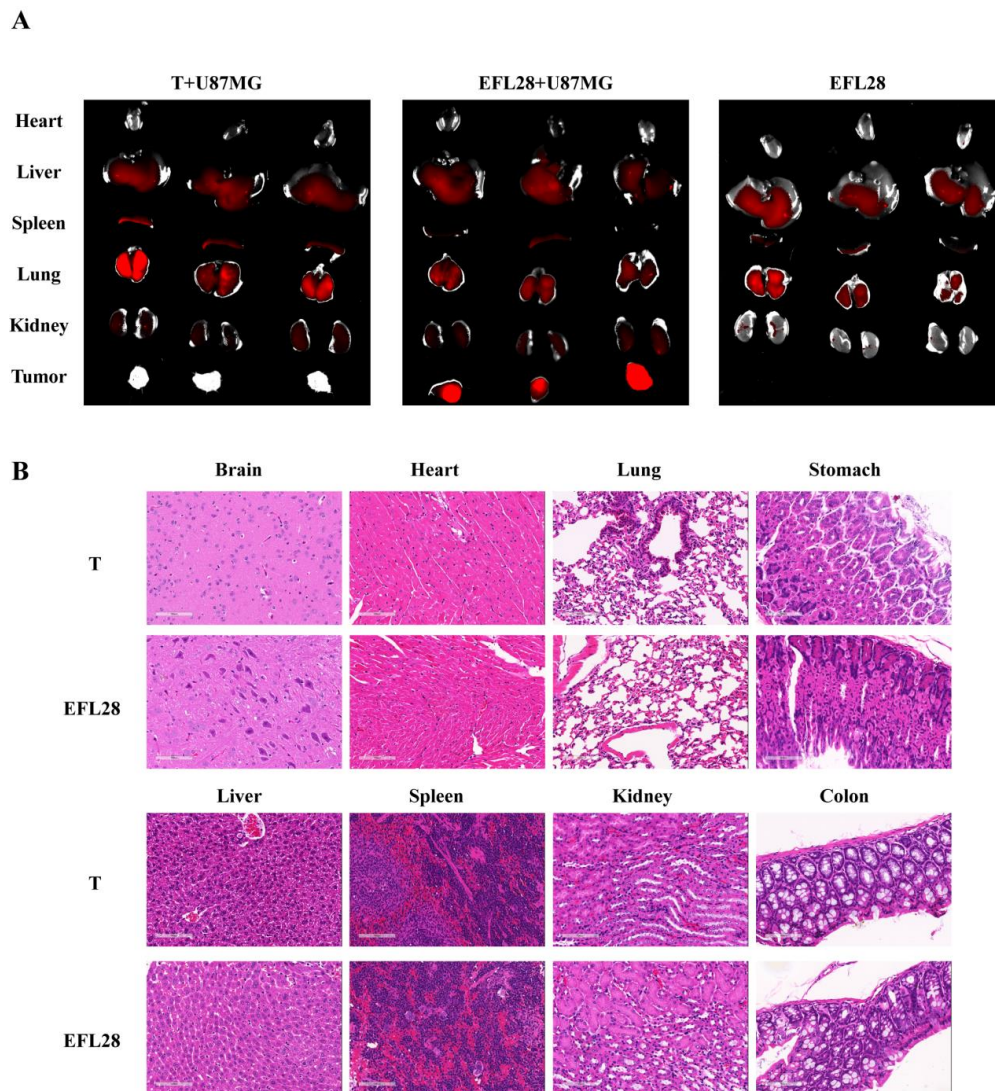 A
T+U87MG EFL28+U87MG EFL28
Heart
Liver
Spleen
Lung
Kidney
Tumor
B
Brain Heart Lung Stomach
T
EFL28
Liver Spleen Kidney Colon
T
EFL28